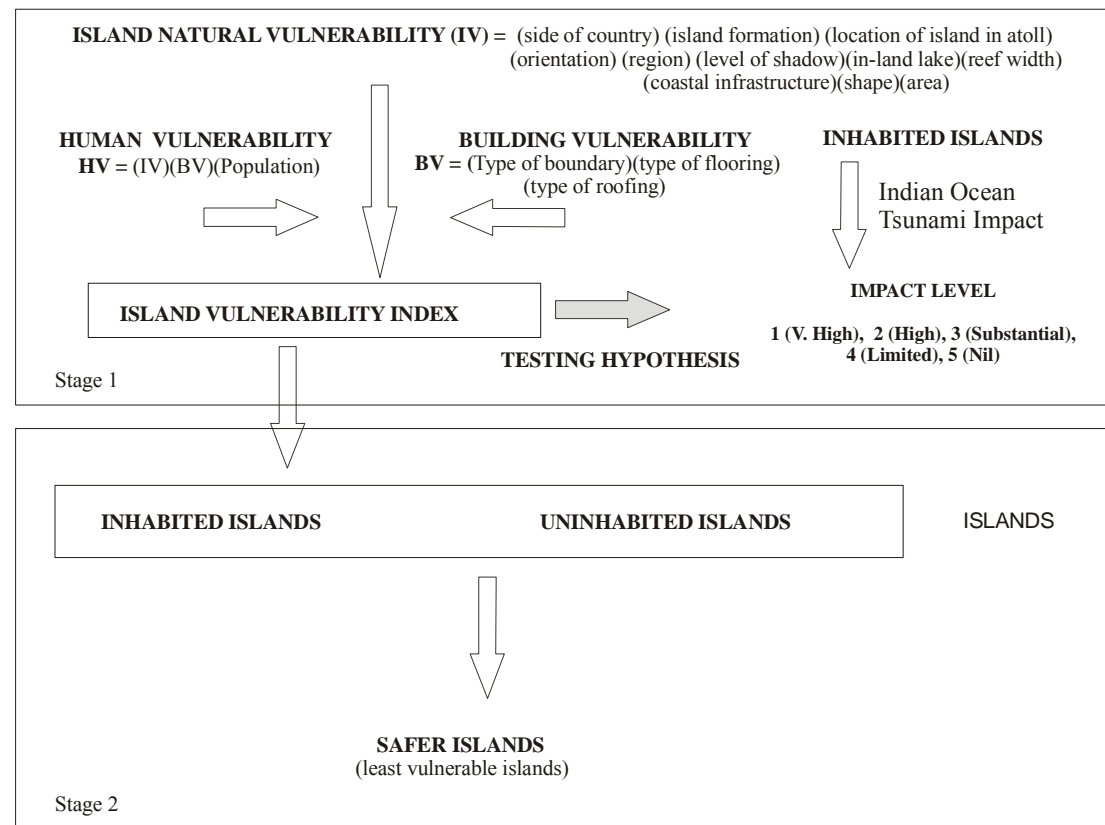 ISLAND NATURAL VULNERABILITY (IV) = (side of country) (island formation) (location of island in atoll)
(orientation) (region) (level of shadow)(in-land lake)(reef width)
(coastal infrastructure)(shape)(area)
HUMAN VULNERABILITY
HV = (IV)(BV)(Population)
BUILDING VULNERABILITY
BV = (Type of boundary)(type of flooring)
(type of roofing)
INHABITED ISLANDS
Indian Ocean
Tsunami Impact
ISLAND VULNERABILITY INDEX
TESTING HYPOTHESIS
IMPACT LEVEL
1 (V. High), 2 (High), 3 (Substantial),
4 (Limited), 5 (Nil)
Stage 1
INHABITED ISLANDS
UNINHABITED ISLANDS
ISLANDS
SAFER ISLANDS
(least vulnerable islands)
Stage 2